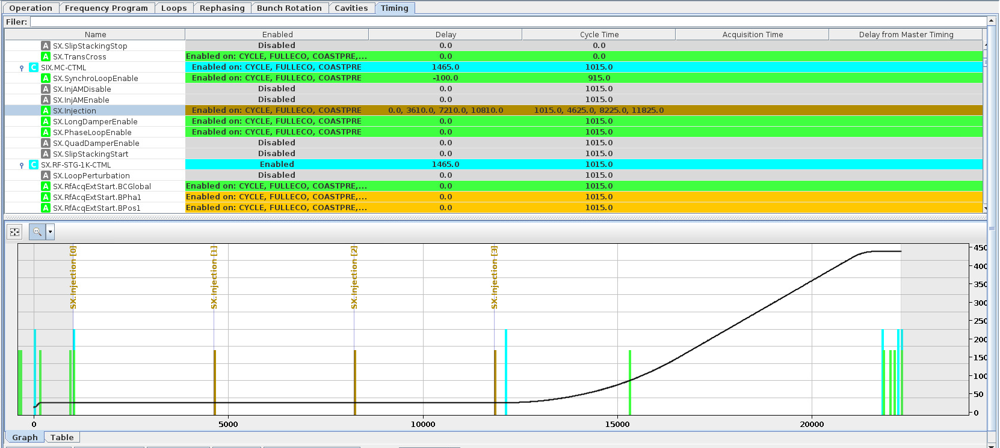 Operation Frequency Program Loops Rephasing Bunch Rotation Cavities Timing
Filer:
Name Enabled Delay Cycle Time Acquisition Time Delay from Master Timing
A SX.SlipStackingStop Disabled 0.0 0.0
A SX.TransCross Enabled on: CYCLE, FULLECO, COASTPRE,... 0.0 0.0
C SIX.MC-CTML Enabled on: CYCLE, FULLECO, COASTPRE 1465.0 1015.0
A SX.SynchroLoopEnable Enabled on: CYCLE, FULLECO, COASTPRE -100.0 915.0
A SX.InjAMDisable Disabled 0.0 1015.0
A SX.InjAMEnable Disabled 0.0 1015.0
A SX.Injection Enabled on: CYCLE, FULLECO, COASTPRE 0.0, 3610.0, 7210.0, 10810.0 1015.0, 4625.0, 8225.0, 11825.0
A SX.LongDamperEnable Enabled on: CYCLE, FULLECO, COASTPRE 0.0 1015.0
A SX.PhaseLoopEnable Enabled on: CYCLE, FULLECO, COASTPRE 0.0 1015.0
A SX.QuadDamperEnable Disabled 0.0 1015.0
A SX.SlipStackingStart Disabled 0.0 1015.0
C SX.RF-STG-1K-CTML Enabled 1465.0 1015.0
A SX.LoopPerturbation Disabled 0.0 1015.0
A SX.RfAcqExtStart.BCGlobal Enabled on: CYCLE, FULLECO, COASTPRE,... 0.0 1015.0
A SX.RfAcqExtStart.BPha1 Enabled on: CYCLE, FULLECO, COASTPRE,... 0.0 1015.0
A SX.RfAcqExtStart.BPos1 Enabled on: CYCLE, FULLECO, COASTPRE,... 0.0 1015.0
SX.Injection [0]
SX.Injection [1]
SX.Injection [2]
SX.Injection [3]
450
400
350
300
250
200
150
100
50
0
0 5000 10000 15000 20000
Graph Table